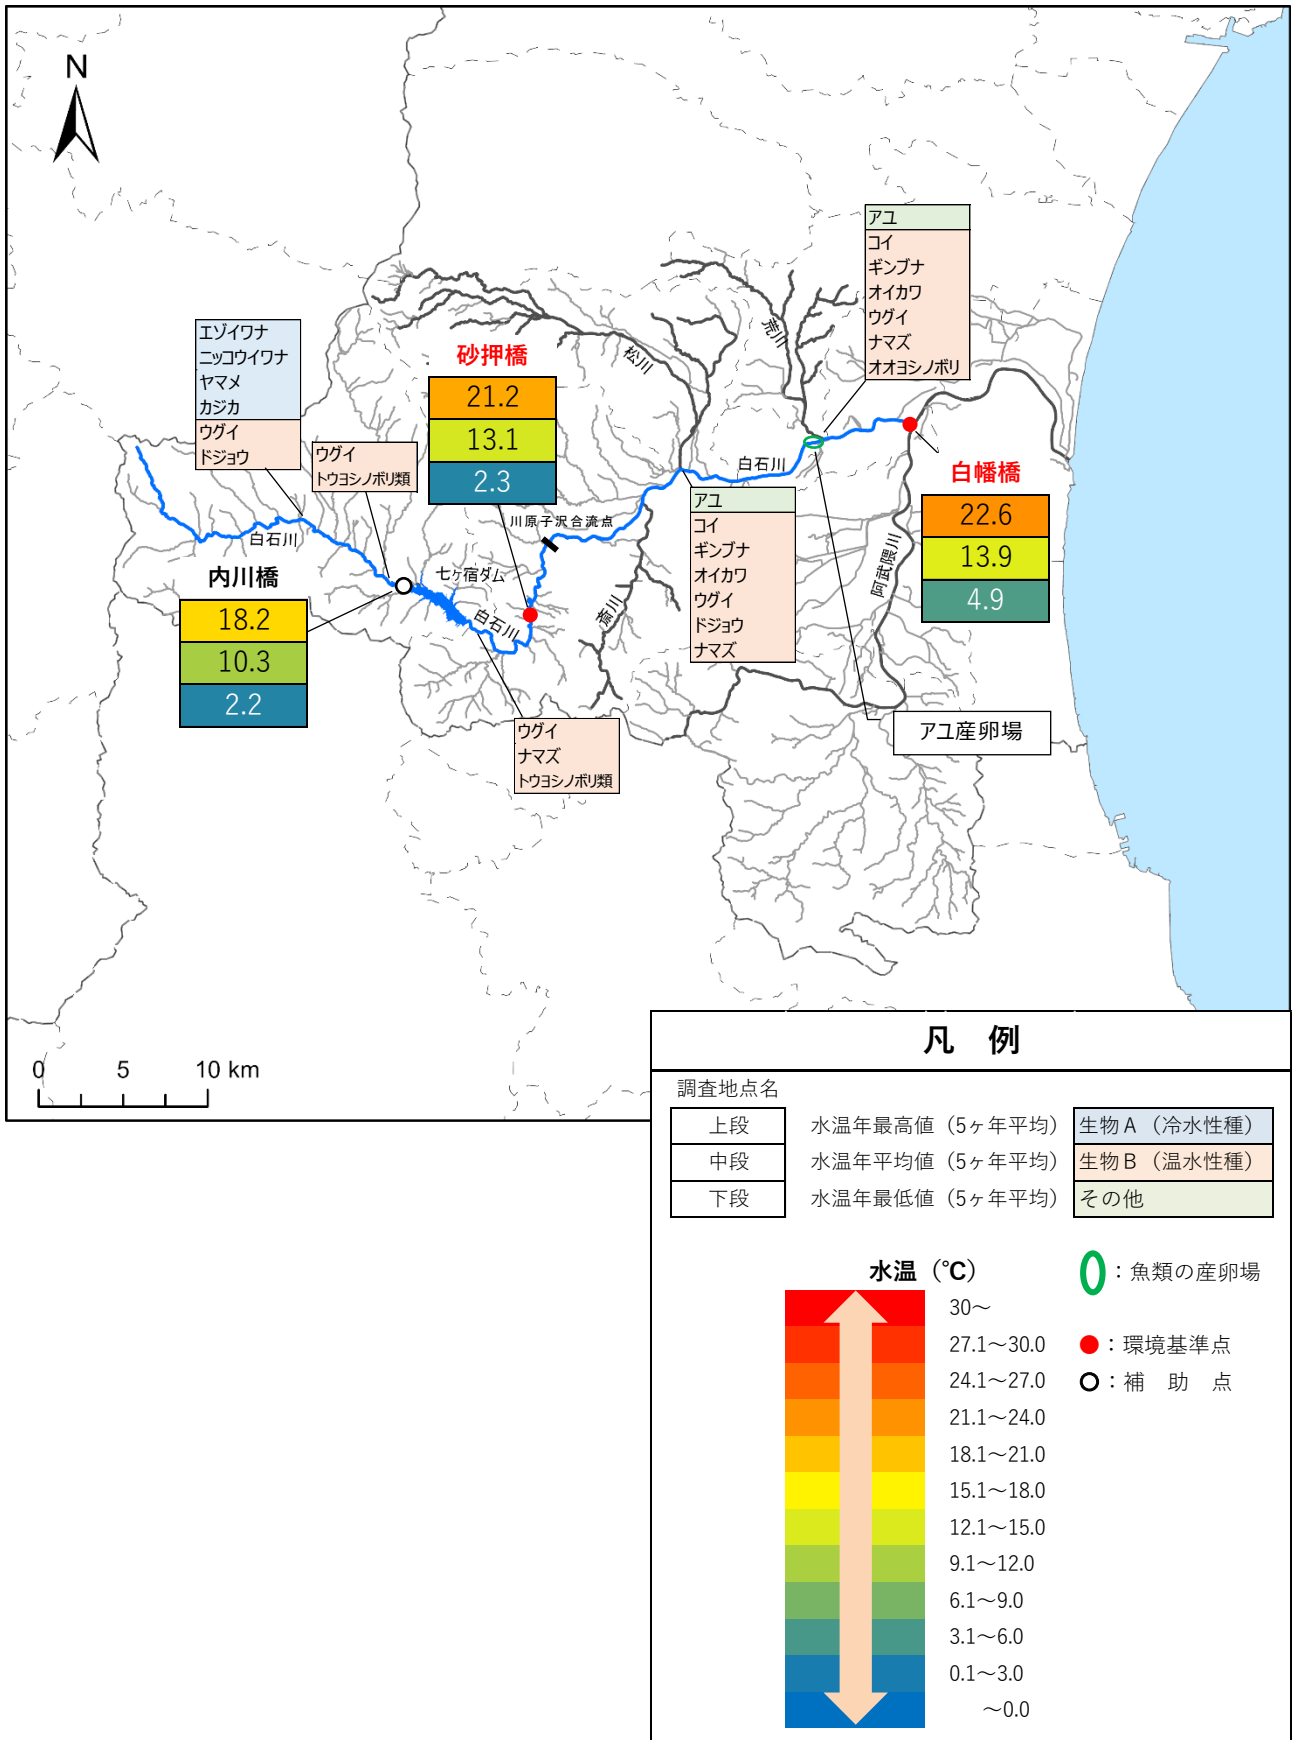 N
アユ
コイ
ギンブナ
オイカワ
ウグイ
ナマズ
オオヨシノボリ
荒川
松川
エゾイワナ
ニッコウイワナ
ヤマメ
カジカ
ウグイ
ドジョウ
ウグイ
トウヨシノボリ類
砂押橋
21.2
13.1
2.3
白石川
白幡橋
22.6
13.9
4.9
アユ
コイ
ギンブナ
オイカワ
ウグイ
ドジョウ
ナマズ
川原子沢合流点
白石川
内川橋
18.2
10.3
2.2
七ヶ宿ダム
白石川
斎川
阿武隈川
ウグイ
ナマズ
トウヨシノボリ類
アユ産卵場
0 5 10 km
凡 例
調査地点名
上段 水温年最高値（5ヶ年平均） 生物A（冷水性種）
中段 水温年平均値（5ヶ年平均） 生物B（温水性種）
下段 水温年最低値（5ヶ年平均） その他
水温（℃）
30～
27.1～30.0
24.1～27.0
21.1～24.0
18.1～21.0
15.1～18.0
12.1～15.0
9.1～12.0
6.1～9.0
3.1～6.0
0.1～3.0
～0.0
：魚類の産卵場
：環境基準点
：補 助 点